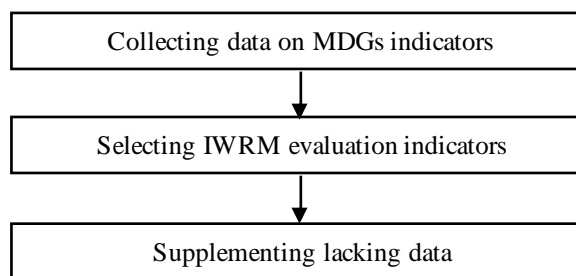 Collecting data on MDGs indicators
Selecting IWRM evaluation indicators
Supplementing lacking data